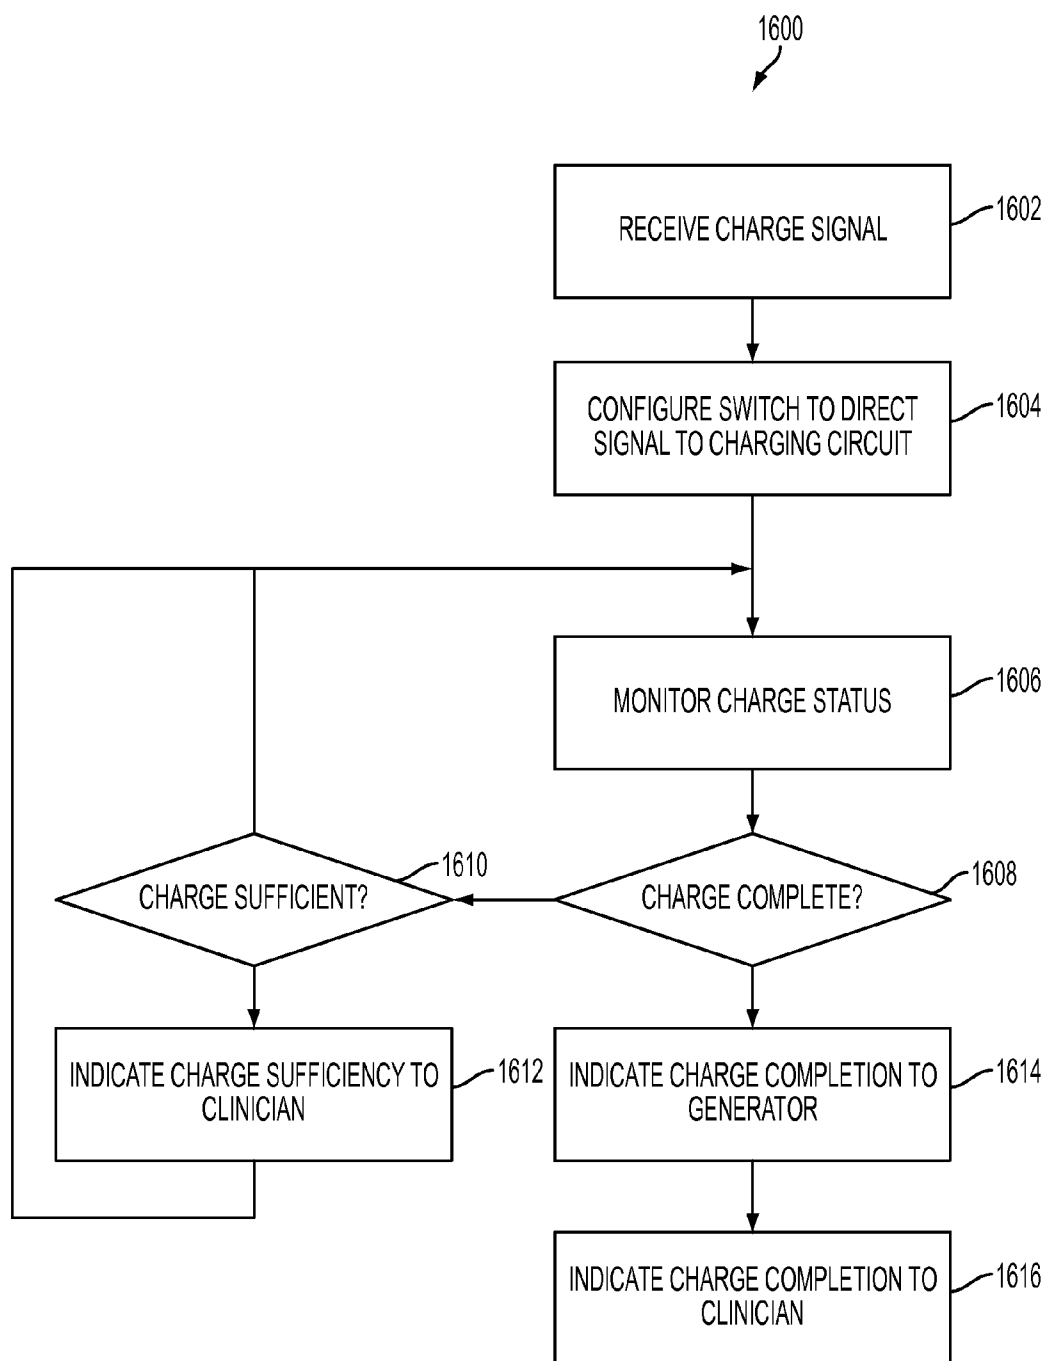 1600
RECEIVE CHARGE SIGNAL
1602
CONFIGURE SWITCH TO DIRECT
SIGNAL TO CHARGING CIRCUIT
1604
MONITOR CHARGE STATUS
1606
CHARGE SUFFICIENT?
1610
CHARGE COMPLETE?
1608
INDICATE CHARGE SUFFICIENCY TO
CLINICIAN
1612
INDICATE CHARGE COMPLETION TO
GENERATOR
1614
INDICATE CHARGE COMPLETION TO
CLINICIAN
1616